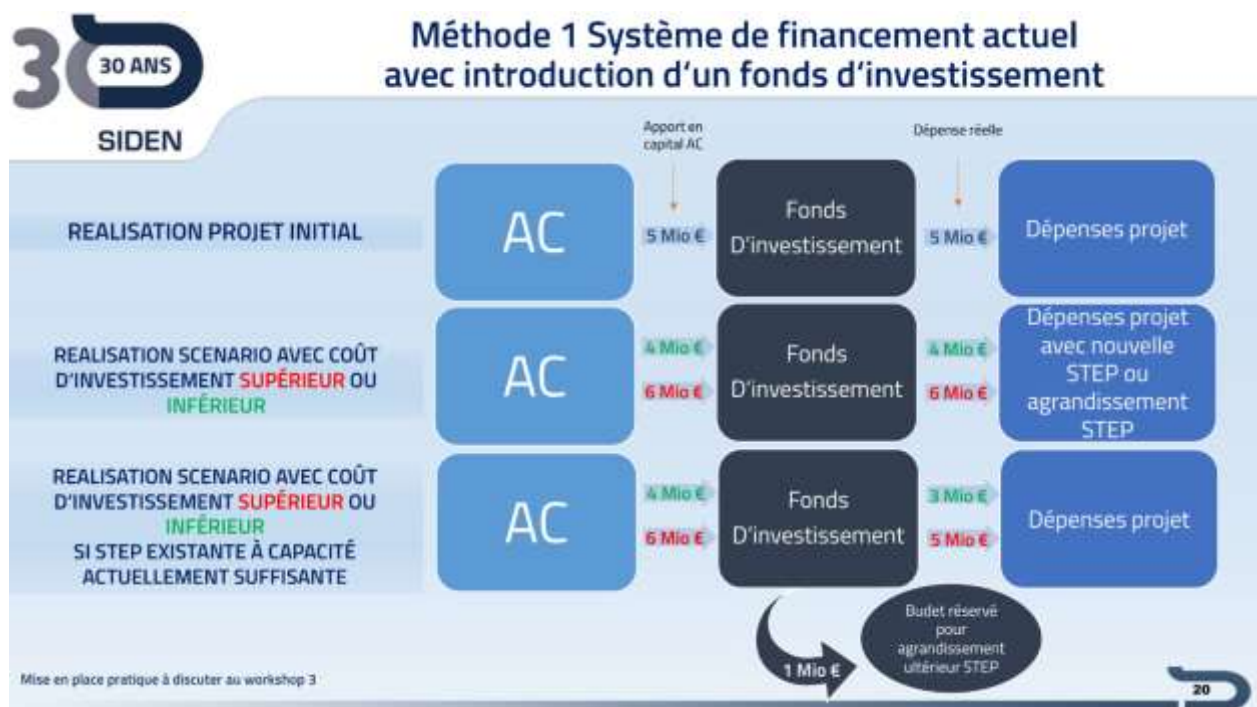 30 ANS
SIDEN
Méthode 1 Système de financement actuel
avec introduction d'un fonds d'investissement
Apport en
capital AC
Dépense réelle
REALISATION PROJET INITIAL
AC
5 Mio €
Fonds
D'investissement
5 Mio €
Dépenses projet
REALISATION SCENARIO AVEC COÛT
D'INVESTISSEMENT SUPÉRIEUR OU
INFÉRIEUR
AC
4 Mio €
6 Mio €
Fonds
D'investissement
4 Mio €
6 Mio €
Dépenses projet
avec nouvelle
STEP ou
agrandissement
STEP
REALISATION SCENARIO AVEC COÛT
D'INVESTISSEMENT SUPÉRIEUR OU
INFÉRIEUR
SI STEP EXISTANTE À CAPACITÉ
ACTUELLEMENT SUFFISANTE
AC
4 Mio €
6 Mio €
Fonds
D'investissement
3 Mio €
5 Mio €
Dépenses projet
1 Mio €
Budet réservé
pour
agrandissement
ultérieur STEP
Mise en place pratique à discuter au workshop 3
20